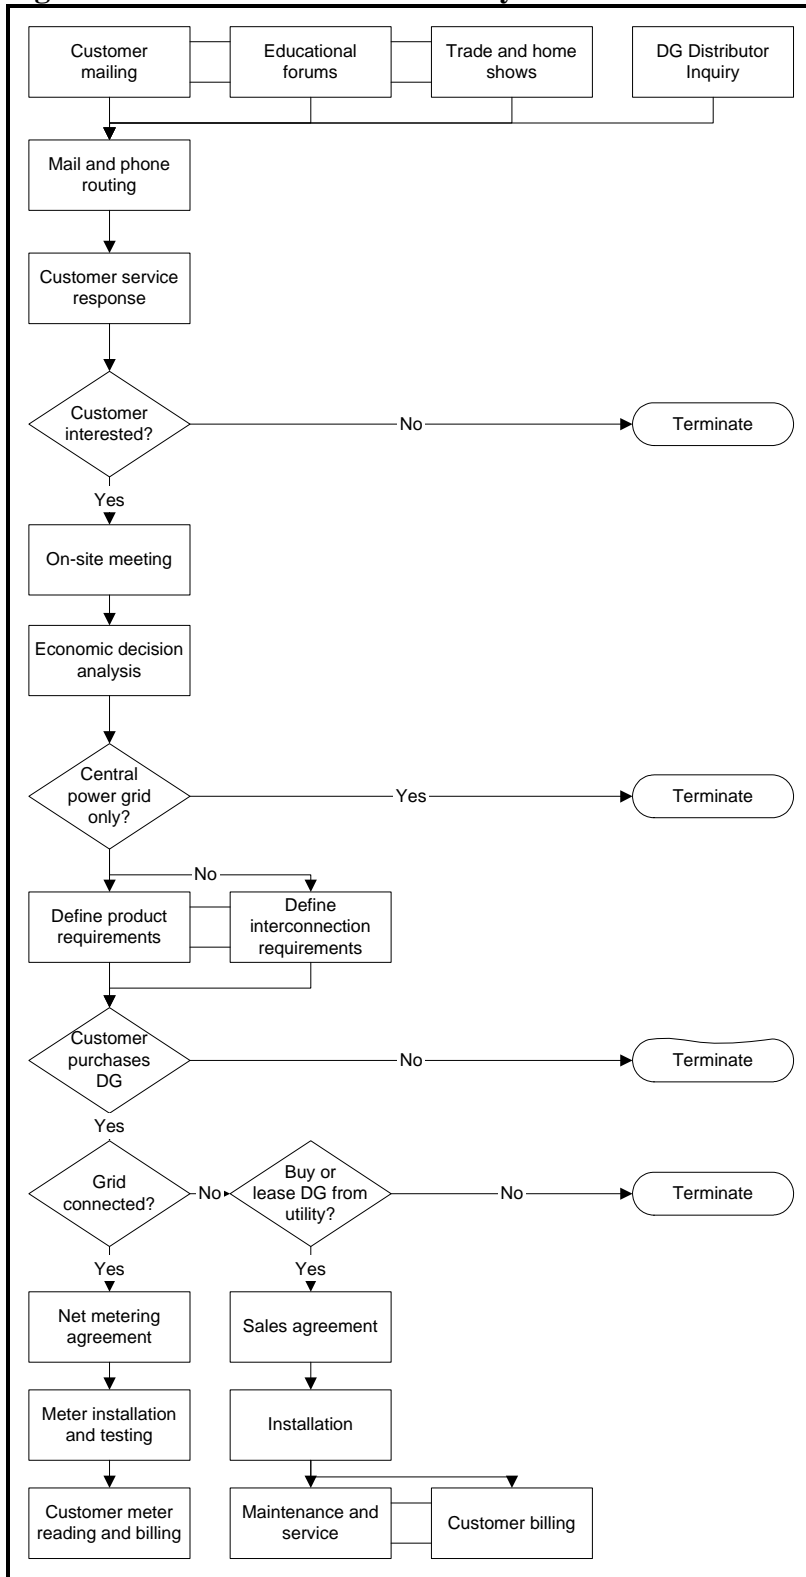 Customer
mailing
Educational
forums
Trade and home
shows
DG Distributor
Inquiry
Mail and phone
routing
Customer service
response
Customer
interested?
No
Terminate
Yes
On-site meeting
Economic decision
analysis
Central
power grid
only?
Yes
Terminate
No
Define product
requirements
Define
interconnection
requirements
Customer
purchases
DG
No
Terminate
Yes
Grid
connected?
No
Buy or
lease DG from
utility?
No
Terminate
Yes
Yes
Net metering
agreement
Sales agreement
Meter installation
and testing
Installation
Customer meter
reading and billing
Maintenance and
service
Customer billing